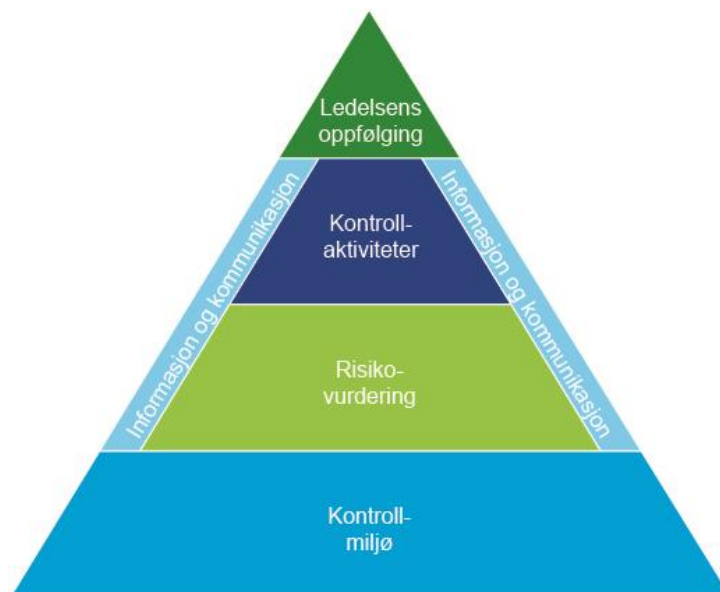 Ledelsens
oppfølging
Informasjon og kommunikasjon
Informasjon og kommunikasjon
Kontroll-
aktiviteter
Risiko-
vurdering
Kontroll-
miljø